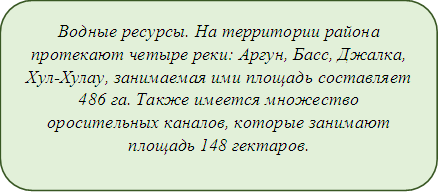 Водные ресурсы. На территории района
протекают четыре реки: Аргун, Басс, Джалка,
Хул-Хулау, занимаемая ими площадь составляет
486 га. Также имеется множество
оросительных каналов, которые занимают
площадь 148 гектаров.